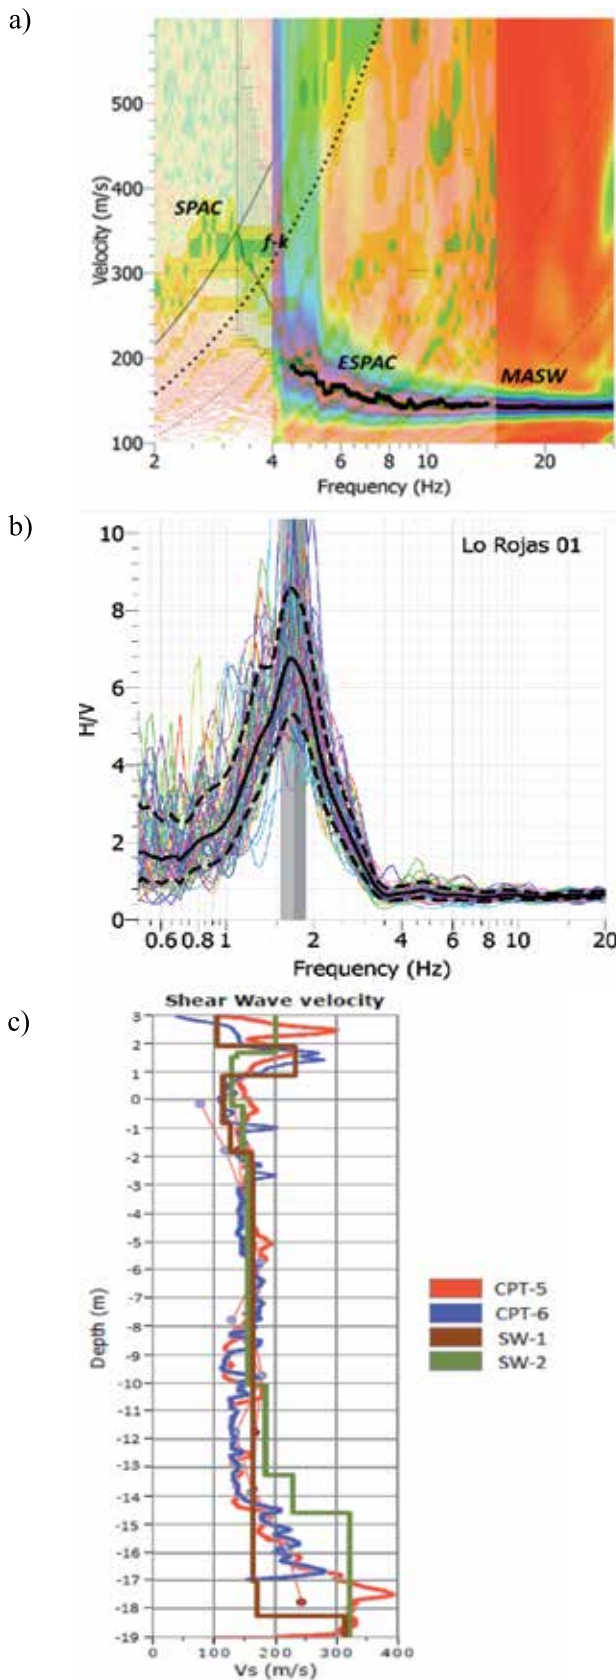 a)
500
400
300
200
100
Velocity (m/s)
SPAC
f-k
ESPAC
MASW
2 4 6 8 10 20
Frequency (Hz)
b)
Lo Rojas 01
10
8
6
4
2
0
H/V
0.6 0.8 1 2 4 6 8 10 20
Frequency (Hz)
c)
Shear Wave velocity
3
2
1
0
-1
-2
-3
-4
-5
-6
-7
-8
-9
-10
-11
-12
-13
-14
-15
-16
-17
-18
-19
Depth (m)
0 100 200 300 400
Vs (m/s)
CPT-5
CPT-6
SW-1
SW-2